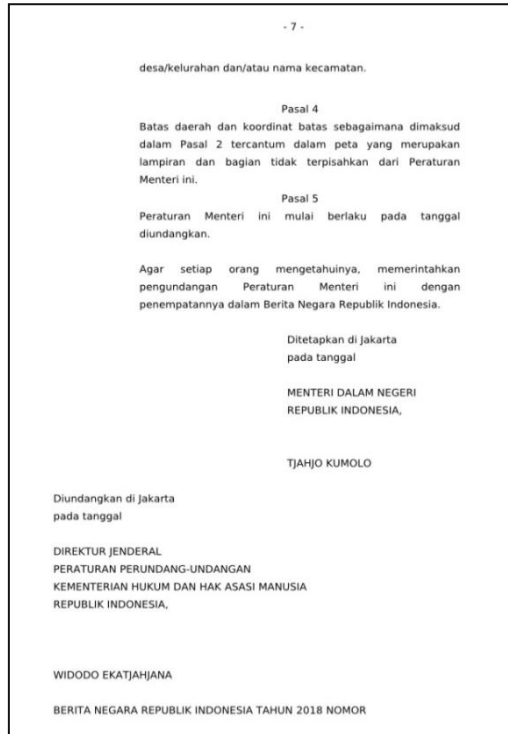 - 7 -
desa/kelurahan dan/atau nama kecamatan.
Pasal 4
Batas daerah dan koordinat batas sebagaimana dimaksud
dalam Pasal 2 tercantum dalam peta yang merupakan
lampiran dan bagian tidak terpisahkan dari Peraturan
Menteri ini.
Pasal 5
Peraturan Menteri ini mulai berlaku pada tanggal
diundangkan.
Agar setiap orang mengetahuinya, memerintahkan
pengundangan Peraturan Menteri ini dengan
penempatannya dalam Berita Negara Republik Indonesia.
Ditetapkan di Jakarta
pada tanggal
MENTERI DALAM NEGERI
REPUBLIK INDONESIA,
TJAHJO KUMOLO
Diundangkan di Jakarta
pada tanggal
DIREKTUR JENDERAL
PERATURAN PERUNDANG-UNDANGAN
KEMENTERIAN HUKUM DAN HAK ASASI MANUSIA
REPUBLIK INDONESIA,
WIDODO EKATJAHJANA
BERITA NEGARA REPUBLIK INDONESIA TAHUN 2018 NOMOR